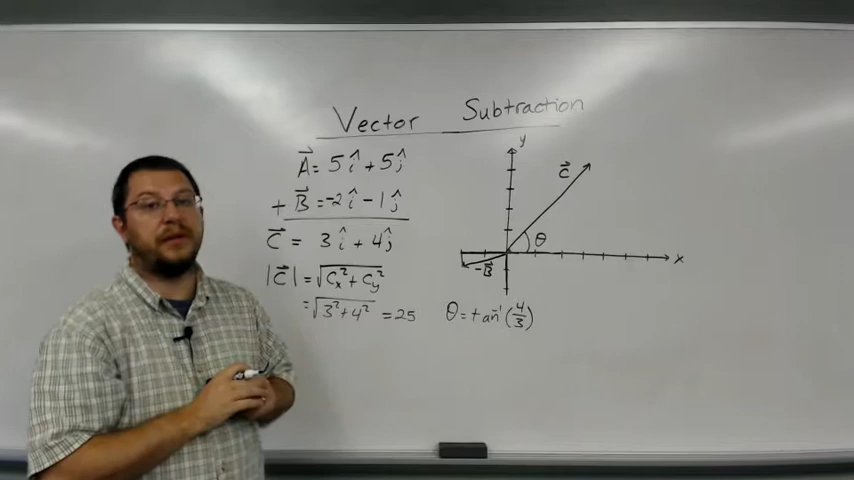 Vector Subtraction
A⃗ = 5î + 5ĵ
+ B⃗ = -2î - 1ĵ
C⃗ = 3î + 4ĵ
|C⃗| = √(Cx² + Cy²)
= √(3² + 4²) = 25
θ = tan⁻¹(4/3)
y
C⃗
θ
x
-B⃗